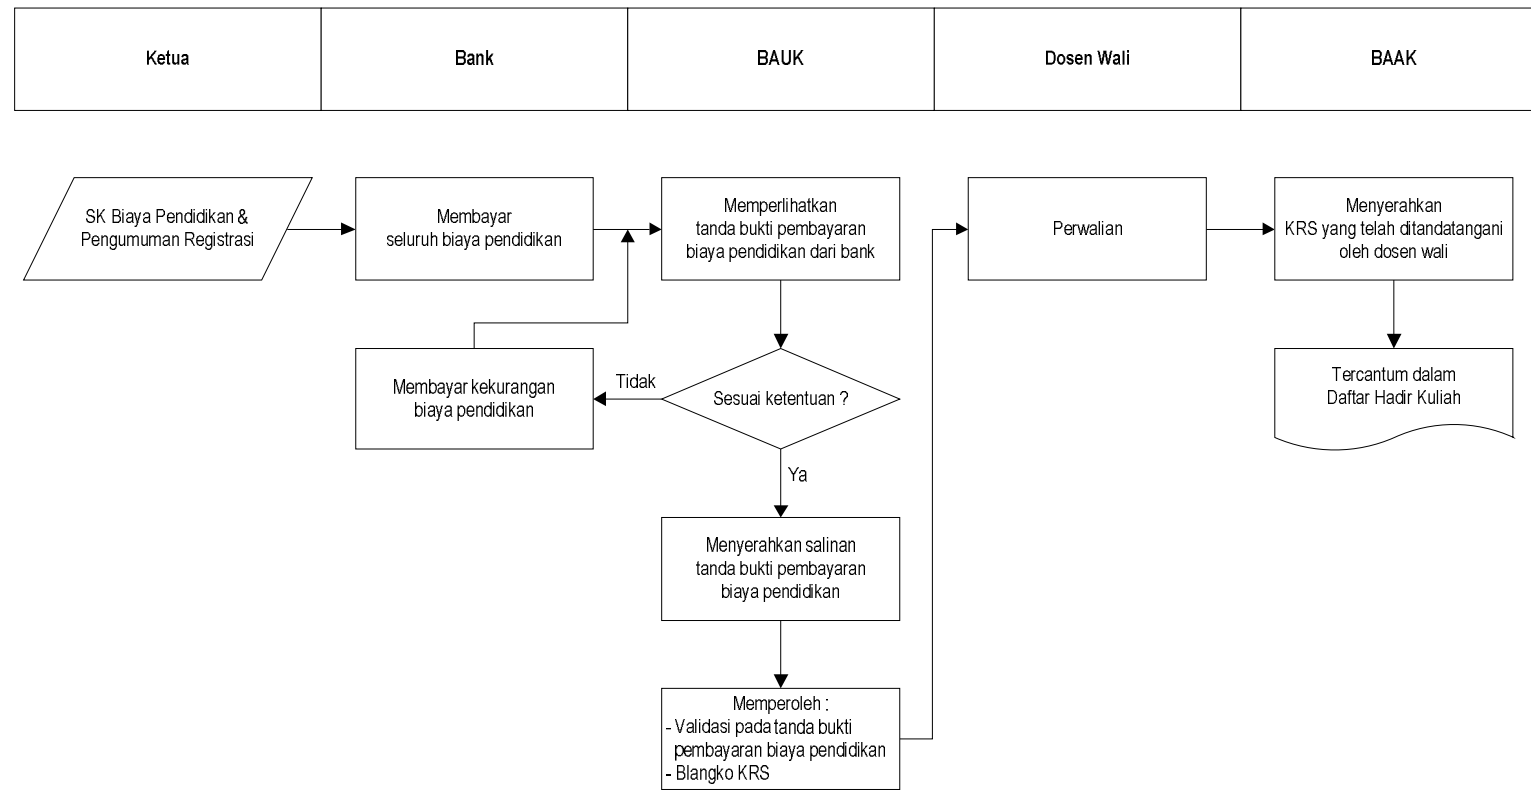 Ketua
Bank
BAUK
Dosen Wali
BAAK
SK Biaya Pendidikan &
Pengumuman Registrasi
Membayar
seluruh biaya pendidikan
Memperlihatkan
tanda bukti pembayaran
biaya pendidikan dari bank
Perwalian
Menyerahkan
KRS yang telah ditandatangani
oleh dosen wali
Membayar kekurangan
biaya pendidikan
Tidak
Sesuai ketentuan ?
Tercantum dalam
Daftar Hadir Kuliah
Ya
Menyerahkan salinan
tanda bukti pembayaran
biaya pendidikan
Memperoleh :
- Validasi pada tanda bukti
pembayaran biaya pendidikan
- Blangko KRS